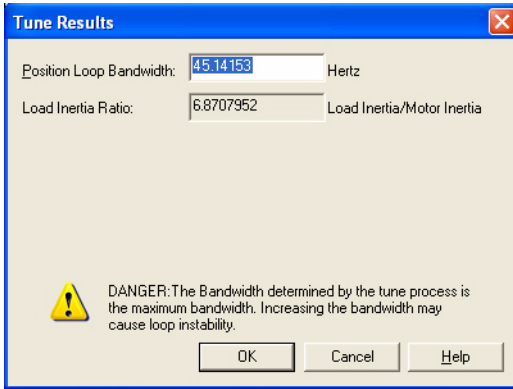 Tune Results
Position Loop Bandwidth: 45.14153 Hertz
Load Inertia Ratio: 6.8707952 Load Inertia/Motor Inertia
DANGER:The Bandwidth determined by the tune process is
the maximum bandwidth. Increasing the bandwidth may
cause loop instability.
OK Cancel Help